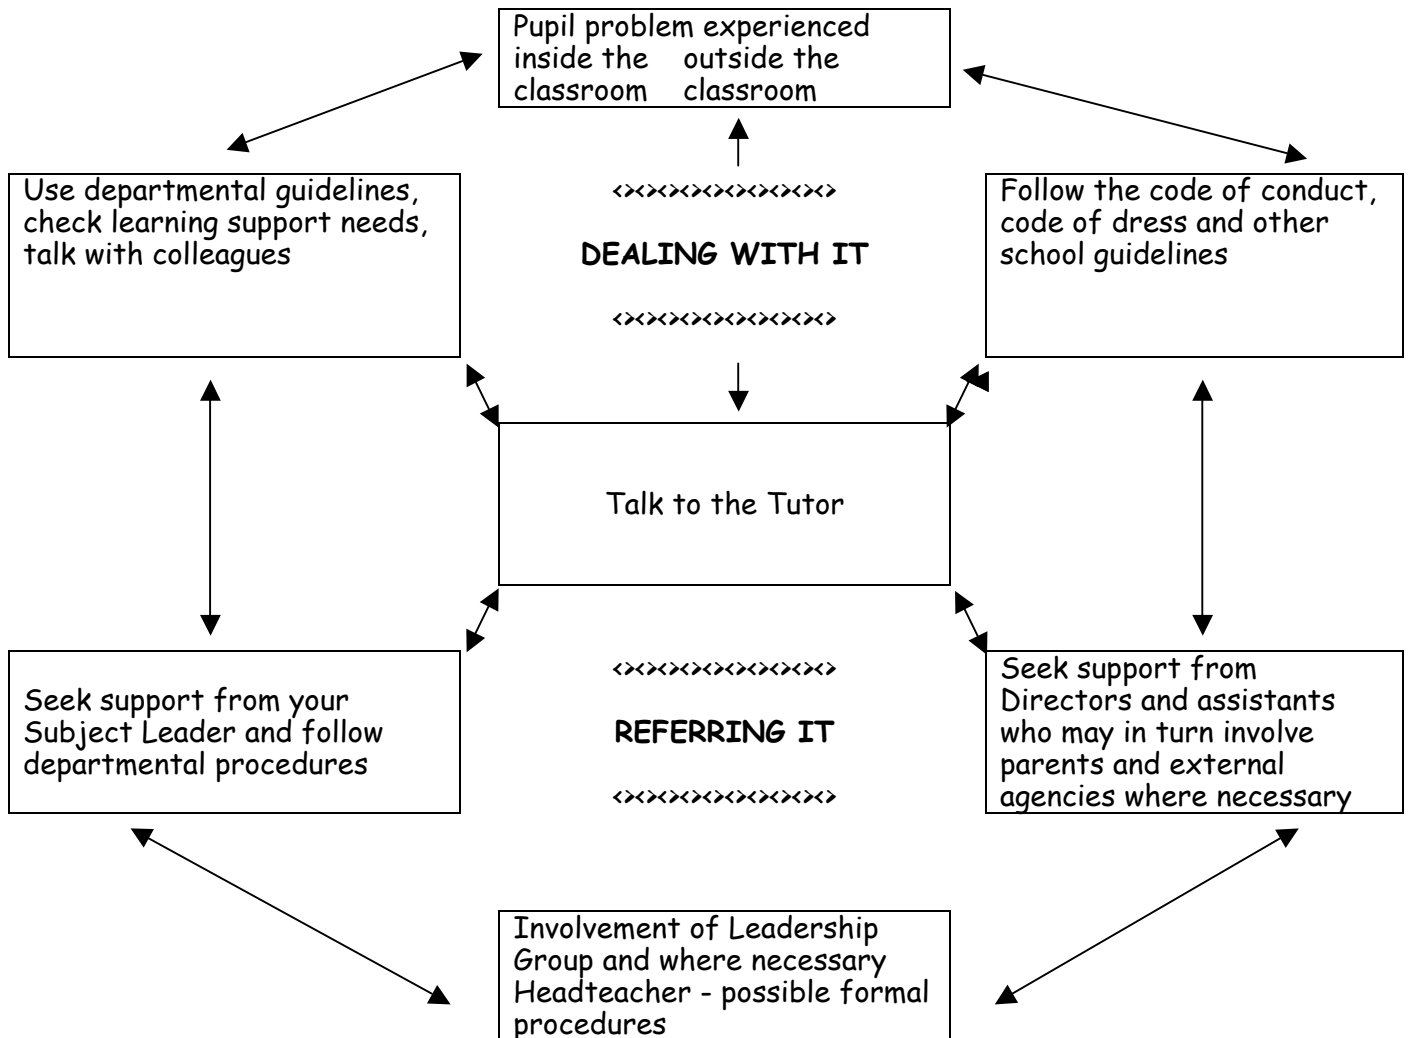 Pupil problem experienced
inside the outside the
classroom classroom
Use departmental guidelines,
check learning support needs,
talk with colleagues
<><><><><><><><><><>
DEALING WITH IT
<><><><><><><><><><>
Follow the code of conduct,
code of dress and other
school guidelines
Talk to the Tutor
Seek support from your
Subject Leader and follow
departmental procedures
<><><><><><><><><><>
REFERRING IT
<><><><><><><><><><>
Seek support from
Directors and assistants
who may in turn involve
parents and external
agencies where necessary
Involvement of Leadership
Group and where necessary
Headteacher - possible formal
procedures